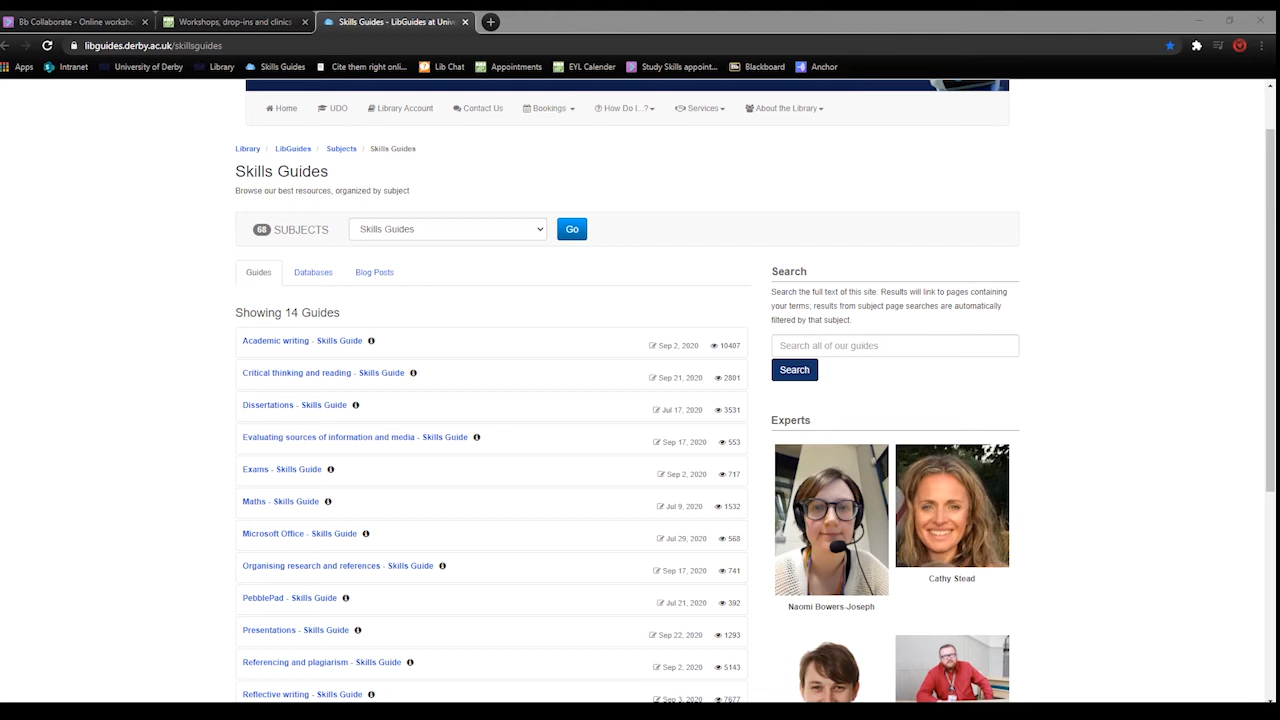 Bb Collaborate - Online worksho
Workshops, drop-ins and clinics
Skills Guides - LibGuides at Unive
libguides.derby.ac.uk/skillsguides
Apps Intranet University of Derby Library Skills Guides Cite them right onl... Lib Chat Appointments EYL Calender Study Skills appoint... Blackboard Anchor
Home UDO Library Account Contact Us Bookings How Do I...? Services About the Library
Library / LibGuides / Subjects / Skills Guides
Skills Guides
Browse our best resources, organized by subject
68 SUBJECTS Skills Guides Go
Guides Databases Blog Posts
Showing 14 Guides
Academic writing - Skills Guide Sep 2, 2020 10407
Critical thinking and reading - Skills Guide Sep 21, 2020 2801
Dissertations - Skills Guide Jul 17, 2020 3531
Evaluating sources of information and media - Skills Guide Sep 17, 2020 553
Exams - Skills Guide Sep 2, 2020 717
Maths - Skills Guide Jul 9, 2020 1532
Microsoft Office - Skills Guide Jul 29, 2020 568
Organising research and references - Skills Guide Sep 17, 2020 741
PebblePad - Skills Guide Jul 21, 2020 392
Presentations - Skills Guide Sep 22, 2020 1293
Referencing and plagiarism - Skills Guide Sep 2, 2020 5143
Reflective writing - Skills Guide Sep 3, 2020 7677
Search
Search the full text of this site. Results will link to pages containing
your terms; results from subject page searches are automatically
filtered by that subject.
Search all of our guides
Search
Experts
Cathy Stead
Naomi Bowers-Joseph